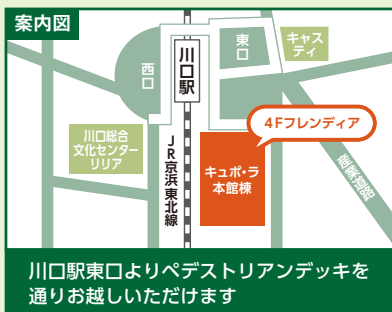 案内図
川口駅
東口
キャス
ティ
西口
4Fフレンディア
川口総合
文化センター
リリア
JR京浜東北線
キュポ・ラ
本館棟
産業道路
川口駅東口よりペデストリアンデッキを
通りお越しいただけます